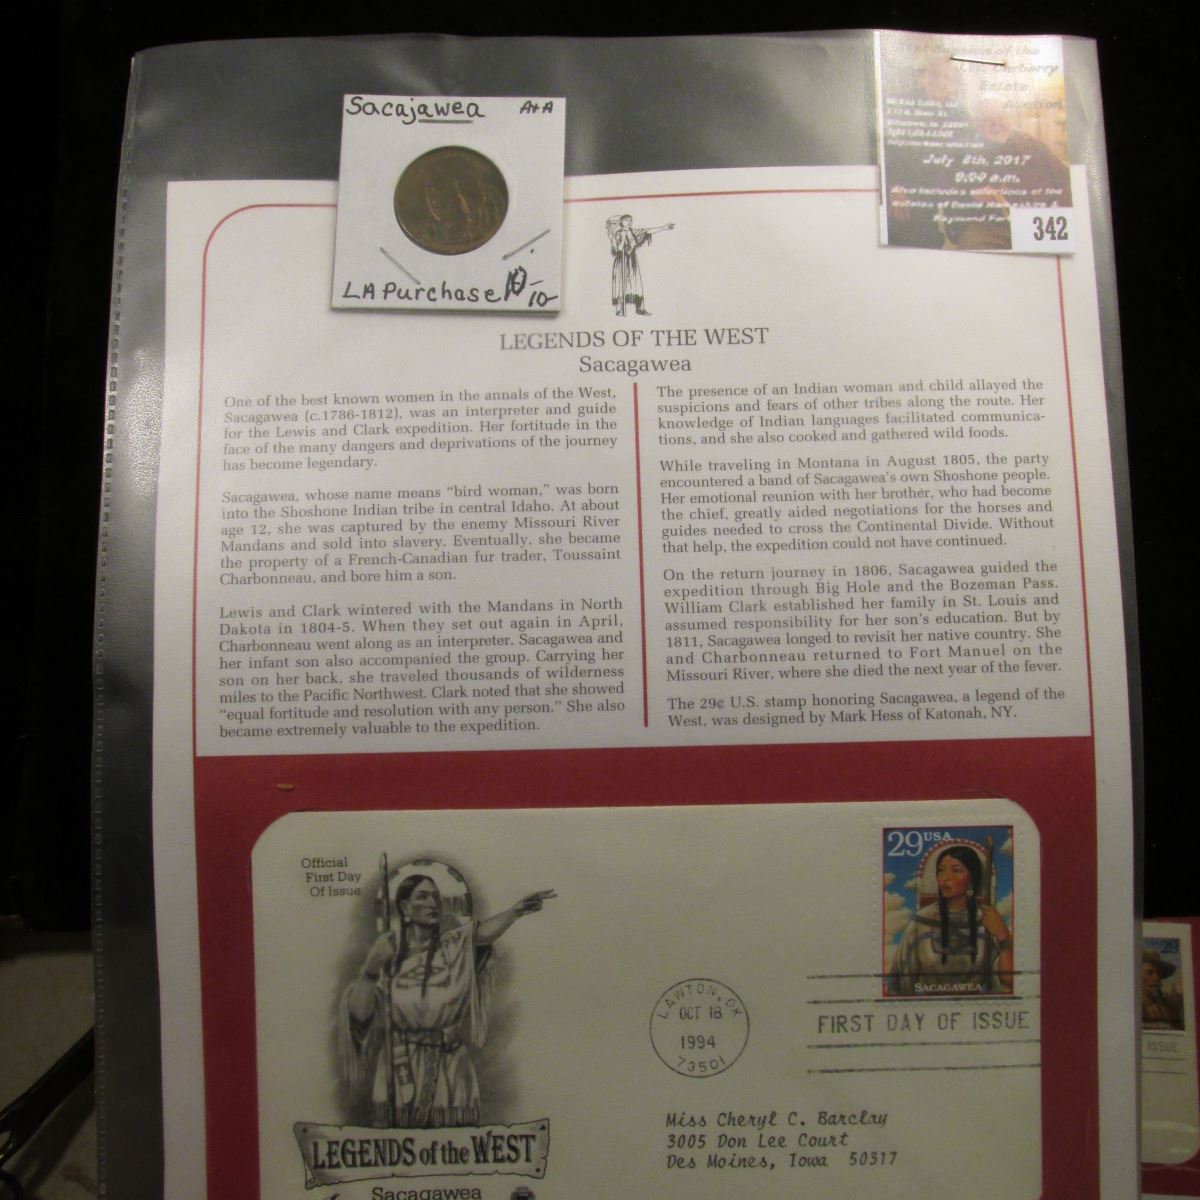 Sacajawea A+A
LA Purchase 10-
10-
Estate
Auction
July 8th, 2017
9:00 a.m.
Also includes selections of the
estates of David
Raymond
342
LEGENDS OF THE WEST
Sacagawea
One of the best known women in the annals of the West,
Sacagawea (c.1786-1812), was an interpreter and guide
for the Lewis and Clark expedition. Her fortitude in the
face of the many dangers and deprivations of the journey
has become legendary.
Sacagawea, whose name means "bird woman," was born
into the Shoshone Indian tribe in central Idaho. At about
age 12, she was captured by the enemy Missouri River
Mandans and sold into slavery. Eventually, she became
the property of a French-Canadian fur trader, Toussaint
Charbonneau, and bore him a son.
Lewis and Clark wintered with the Mandans in North
Dakota in 1804-5. When they set out again in April,
Charbonneau went along as an interpreter. Sacagawea and
her infant son also accompanied the group. Carrying her
son on her back, she traveled thousands of wilderness
miles to the Pacific Northwest. Clark noted that she showed
"equal fortitude and resolution with any person." She also
became extremely valuable to the expedition.
The presence of an Indian woman and child allayed the
suspicions and fears of other tribes along the route. Her
knowledge of Indian languages facilitated communica-
tions, and she also cooked and gathered wild foods.
While traveling in Montana in August 1805, the party
encountered a band of Sacagawea's own Shoshone people.
Her emotional reunion with her brother, who had become
the chief, greatly aided negotiations for the horses and
guides needed to cross the Continental Divide. Without
that help, the expedition could not have continued.
On the return journey in 1806, Sacagawea guided the
expedition through Big Hole and the Bozeman Pass.
William Clark established her family in St. Louis and
assumed responsibility for her son's education. But by
1811, Sacagawea longed to revisit her native country. She
and Charbonneau returned to Fort Manuel on the
Missouri River, where she died the next year of the fever.
The 29¢ U.S. stamp honoring Sacagawea, a legend of the
West, was designed by Mark Hess of Katonah, NY.
Official
First Day
Of Issue
29 USA
SACAGAWEA
LAWTON, OK
OCT 18
1994
73501
FIRST DAY OF ISSUE
Miss Cheryl C. Barclay
3005 Don Lee Court
Des Moines, Iowa 50317
LEGENDS of the WEST
Sacagawea
29
ISSUE